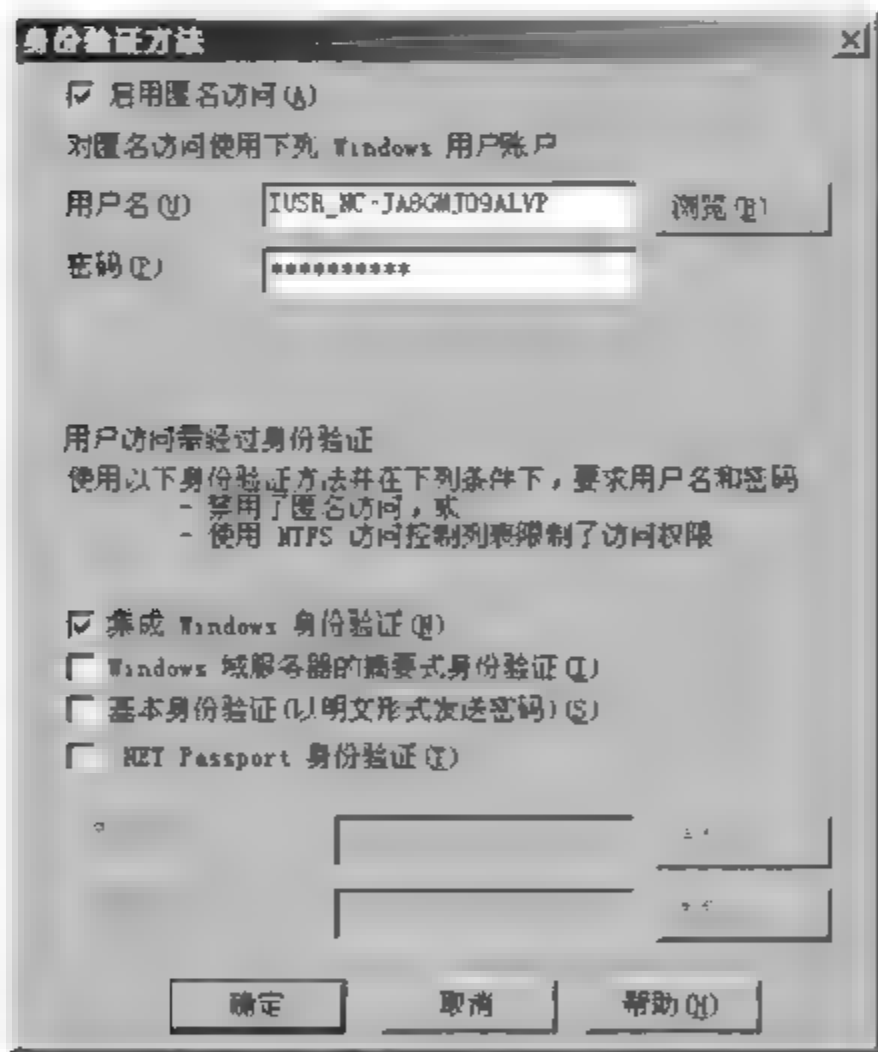 身份验证方法
启用匿名访问(A)
对匿名访问使用下列 Windows 用户账户
用户名(U)
浏览(B)
密码(P) **********
用户访问需经过身份验证
使用以下身份验证方法并在下列条件下，要求用户名和密码
- 禁用了匿名访问，或
- 使用 NTFS 访问控制列表限制了访问权限
集成 Windows 身份验证(N)
Windows 域服务器的摘要式身份验证(I)
基本身份验证(以明文形式发送密码)(S)
.NET Passport 身份验证(T)
确定 取消 帮助(H)